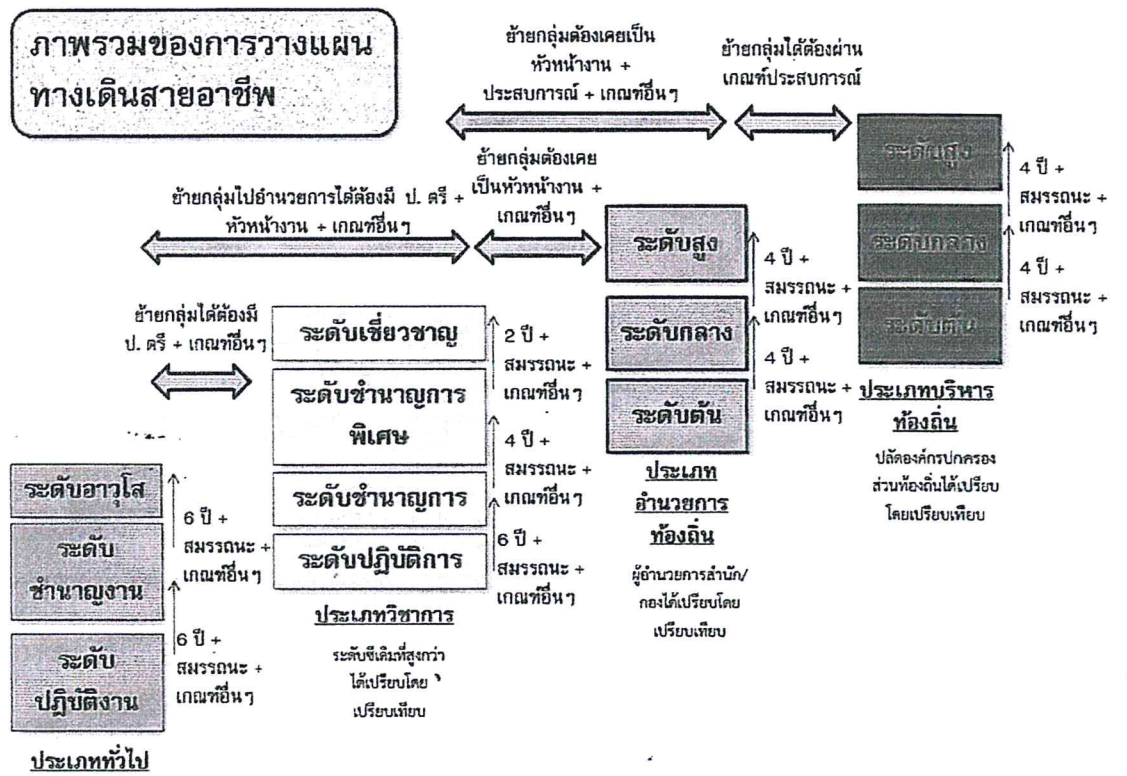 ภาพรวมของการวางแผน
ทางเดินสายอาชีพ
ย้ายกลุ่มต้องเคยเป็น
หัวหน้างาน +
ประสบการณ์ + เกณฑ์อื่นๆ
ย้ายกลุ่มได้ต้องผ่าน
เกณฑ์ประสบการณ์
ย้ายกลุ่มต้องเคย
เป็นหัวหน้างาน +
เกณฑ์อื่นๆ
ย้ายกลุ่มไปอำนวยการได้ต้องมี ป. ตรี +
หัวหน้างาน + เกณฑ์อื่นๆ
ย้ายกลุ่มได้ต้องมี
ป. ตรี + เกณฑ์อื่นๆ
ระดับอาวุโส
ระดับ
ชำนาญงาน
ระดับ
ปฏิบัติงาน
6 ปี +
สมรรถนะ +
เกณฑ์อื่นๆ
6 ปี +
สมรรถนะ +
เกณฑ์อื่นๆ
ประเภททั่วไป
ระดับเชี่ยวชาญ
ระดับชำนาญการ
พิเศษ
ระดับชำนาญการ
ระดับปฏิบัติการ
2 ปี +
สมรรถนะ +
เกณฑ์อื่นๆ
4 ปี +
สมรรถนะ +
เกณฑ์อื่นๆ
6 ปี +
สมรรถนะ +
เกณฑ์อื่นๆ
ประเภทวิชาการ
ระดับซีเดิมที่สูงกว่า
ได้เปรียบโดย
เปรียบเทียบ
ระดับสูง
ระดับกลาง
ระดับต้น
4 ปี +
สมรรถนะ +
เกณฑ์อื่นๆ
4 ปี +
สมรรถนะ +
เกณฑ์อื่นๆ
ประเภท
อำนวยการ
ท้องถิ่น
ผู้อำนวยการสำนัก/
กองได้เปรียบโดย
เปรียบเทียบ
ระดับสูง
ระดับกลาง
ระดับต้น
4 ปี +
สมรรถนะ +
เกณฑ์อื่นๆ
4 ปี +
สมรรถนะ +
เกณฑ์อื่นๆ
ประเภทบริหาร
ท้องถิ่น
ปลัดองค์กรปกครอง
ส่วนท้องถิ่นได้เปรียบ
โดยเปรียบเทียบ